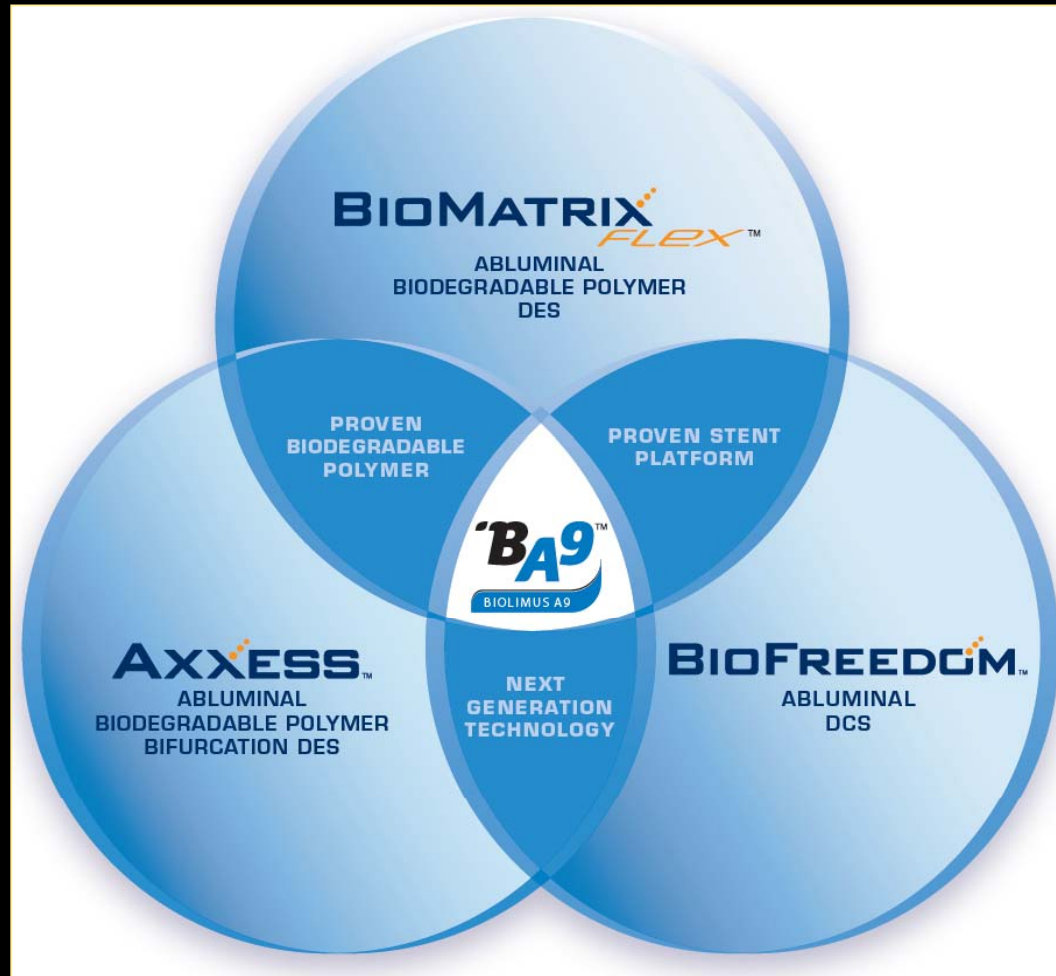 BIOMATRIX
FLEX™
ABLUMINAL
BIODEGRADABLE POLYMER
DES
PROVEN
BIODEGRADABLE
POLYMER
PROVEN STENT
PLATFORM
BA9™
BIOLIMUS A9
AXXESS™
ABLUMINAL
BIODEGRADABLE POLYMER
BIFURCATION DES
NEXT
GENERATION
TECHNOLOGY
BIOFREEDOM™
ABLUMINAL
DCS